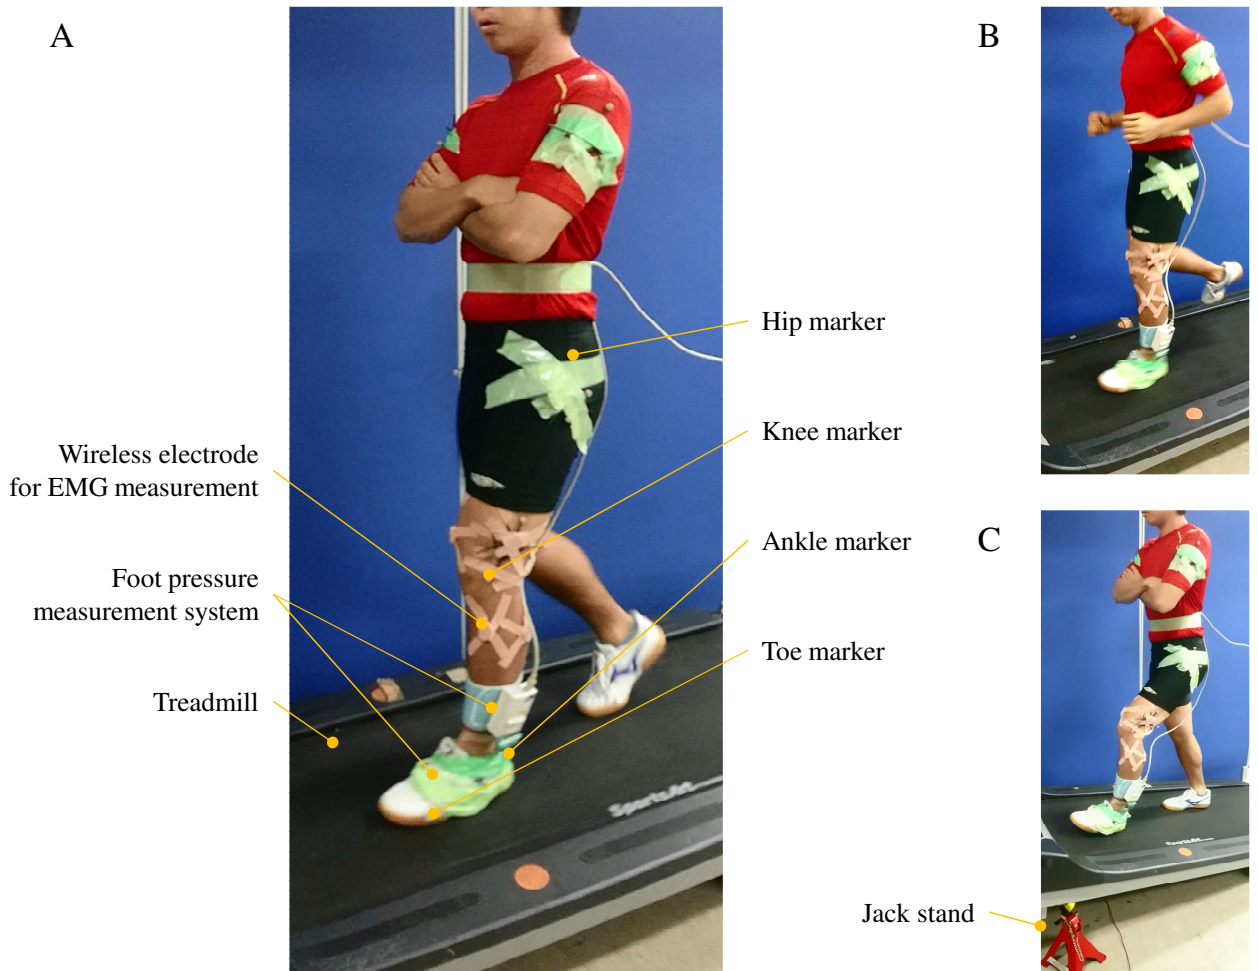 A
B
Hip marker
Knee marker
Wireless electrode
for EMG measurement
Ankle marker
C
Foot pressure
measurement system
Toe marker
Treadmill
SportsArt
Jack stand